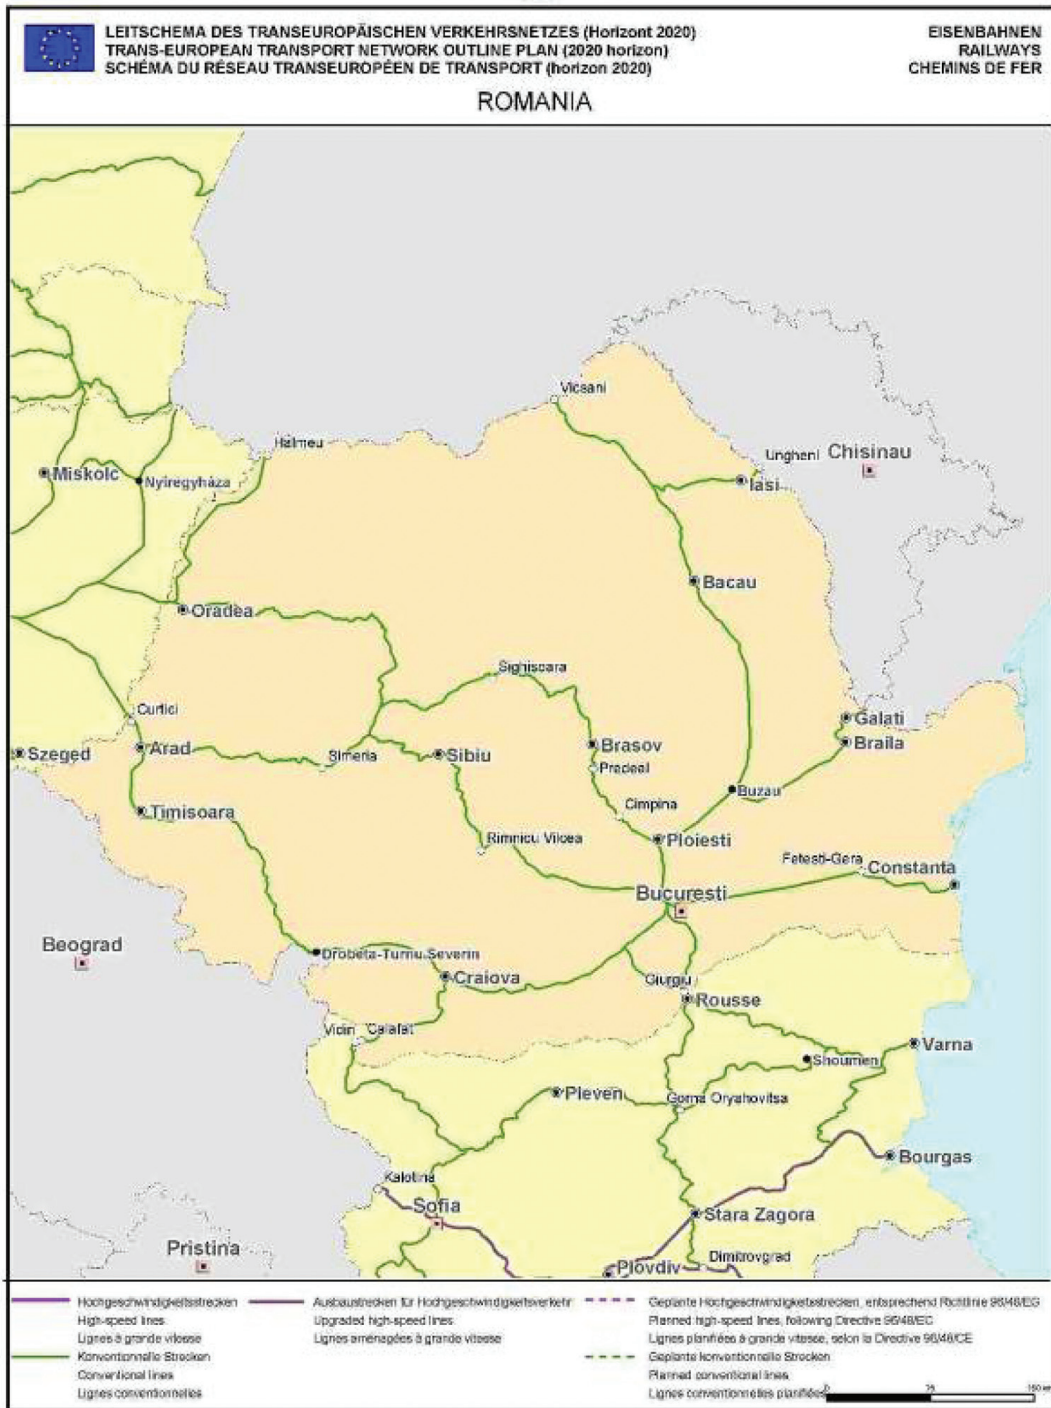 LEITSCHEMA DES TRANSEUROPÄISCHEN VERKEHRSNETZES (Horizont 2020)
TRANS-EUROPEAN TRANSPORT NETWORK OUTLINE PLAN (2020 horizon)
SCHÉMA DU RÉSEAU TRANSEUROPÉEN DE TRANSPORT (horizon 2020)
EISENBAHNEN
RAILWAYS
CHEMINS DE FER
ROMANIA
Vicsani
Halmeu
Ungheni
Chisinau
Miskolc
Nyíregyháza
Iasi
Bacau
Oradea
Sighisoara
Curtici
Galati
Arad
Szeged
Simeria
Sibiu
Brasov
Braila
Predeal
Buzau
Timisoara
Cimpina
Rimnicu Vilcea
Ploiesti
Fetesti-Gara
Constanta
Bucuresti
Beograd
Drobeta-Turnu Severin
Craiova
Giurgiu
Rousse
Vidin
Calafat
Varna
Shoumen
Pleven
Gorna Oryahovitsa
Bourgas
Kalotina
Sofia
Stara Zagora
Pristina
Plovdiv
Dimitrovgrad
Hochgeschwindigkeitsstrecken
High-speed lines
Lignes à grande vitesse
Konventionelle Strecken
Conventional lines
Lignes conventionnelles
Ausbaustrecken für Hochgeschwindigkeitsverkehr
Upgraded high-speed lines
Lignes aménagées à grande vitesse
Geplante Hochgeschwindigkeitsstrecken, entsprechend Richtlinie 96/48/EG
Planned high-speed lines, following Directive 96/48/EC
Lignes planifiées à grande vitesse, selon la Directive 96/48/CE
Geplante konventionelle Strecken
Planned conventional lines
Lignes conventionnelles planifiées
0 75 150 km